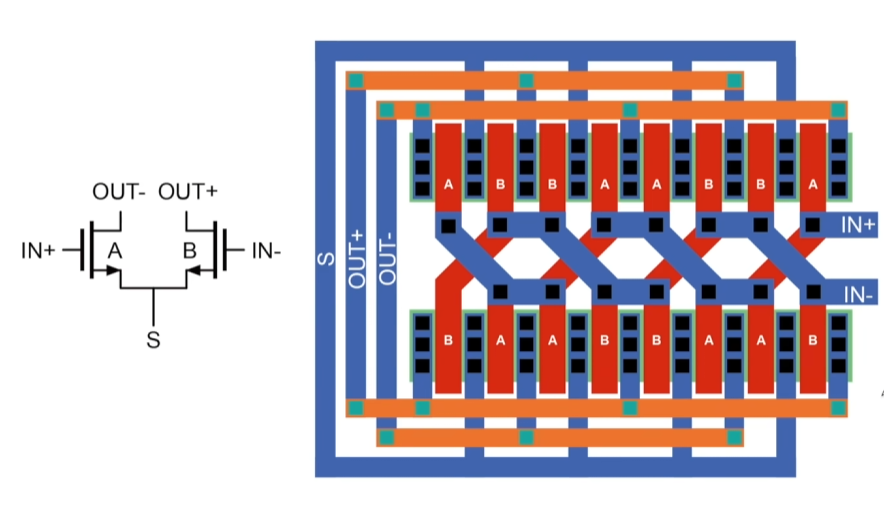 OUT- OUT+
IN+ A B IN-
S
S OUT+ OUT-
A B B A A B B A
IN+
IN-
B A A B B A A B